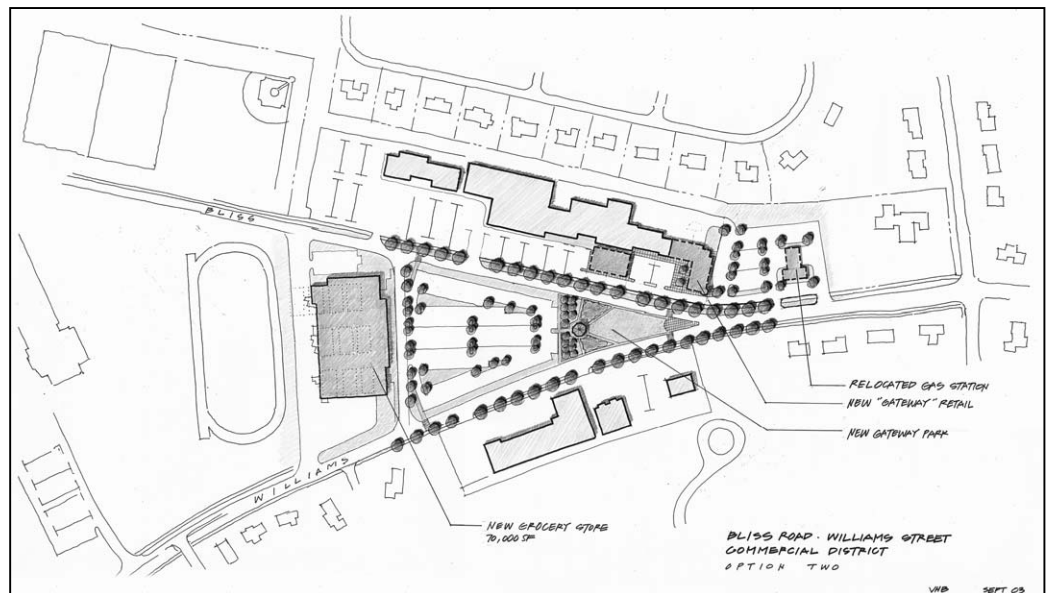 BLISS
RELOCATED GAS STATION
NEW "GATEWAY" RETAIL
NEW GATEWAY PARK
WILLIAMS
NEW GROCERY STORE
70,000 SF
BLISS ROAD · WILLIAMS STREET
COMMERCIAL DISTRICT
OPTION TWO
VHB SEPT 03